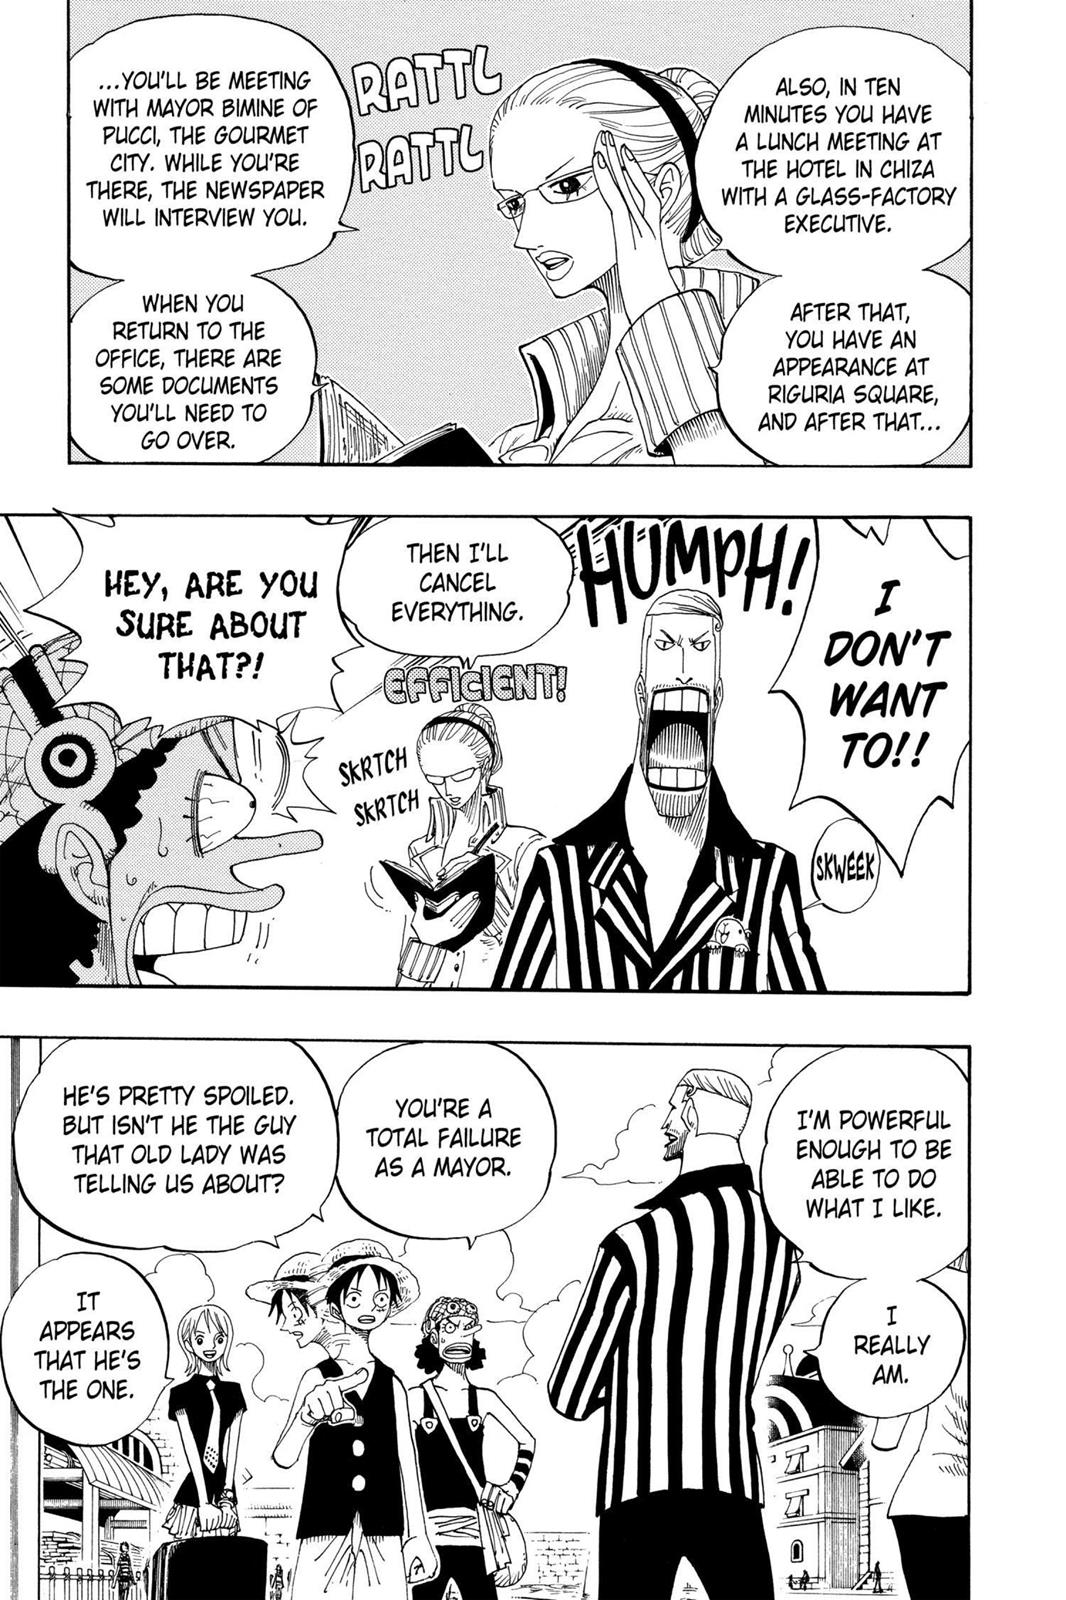 ALSO, IN TEN
MINUTES YOU HAVE
A LUNCH MEETING AT
THE HOTEL IN CHIZA
WITH A GLASS-FACTORY
EXECUTIVE.
AFTER THAT,
YOU HAVE AN
APPEARANCE AT
RIGURIA SQUARE,
AND AFTER THAT...
RATTL
RATTL
...YOU'LL BE MEETING
WITH MAYOR BIMINE OF
PUCCI, THE GOURMET
CITY. WHILE YOU'RE
THERE, THE NEWSPAPER
WILL INTERVIEW YOU.
WHEN YOU
RETURN TO THE
OFFICE, THERE ARE
SOME DOCUMENTS
YOU'LL NEED TO
GO OVER.
I
DON'T
WANT
TO!!
HUMPH!
SKWEEK
THEN I'LL
CANCEL
EVERYTHING.
EFFICIENT!
SKRTCH
SKRTCH
HEY, ARE YOU
SURE ABOUT
THAT?!
I'M POWERFUL
ENOUGH TO BE
ABLE TO DO
WHAT I LIKE.
I
REALLY
AM.
YOU'RE A
TOTAL FAILURE
AS A MAYOR.
HE'S PRETTY SPOILED.
BUT ISN'T HE THE GUY
THAT OLD LADY WAS
TELLING US ABOUT?
IT
APPEARS
THAT HE'S
THE ONE.